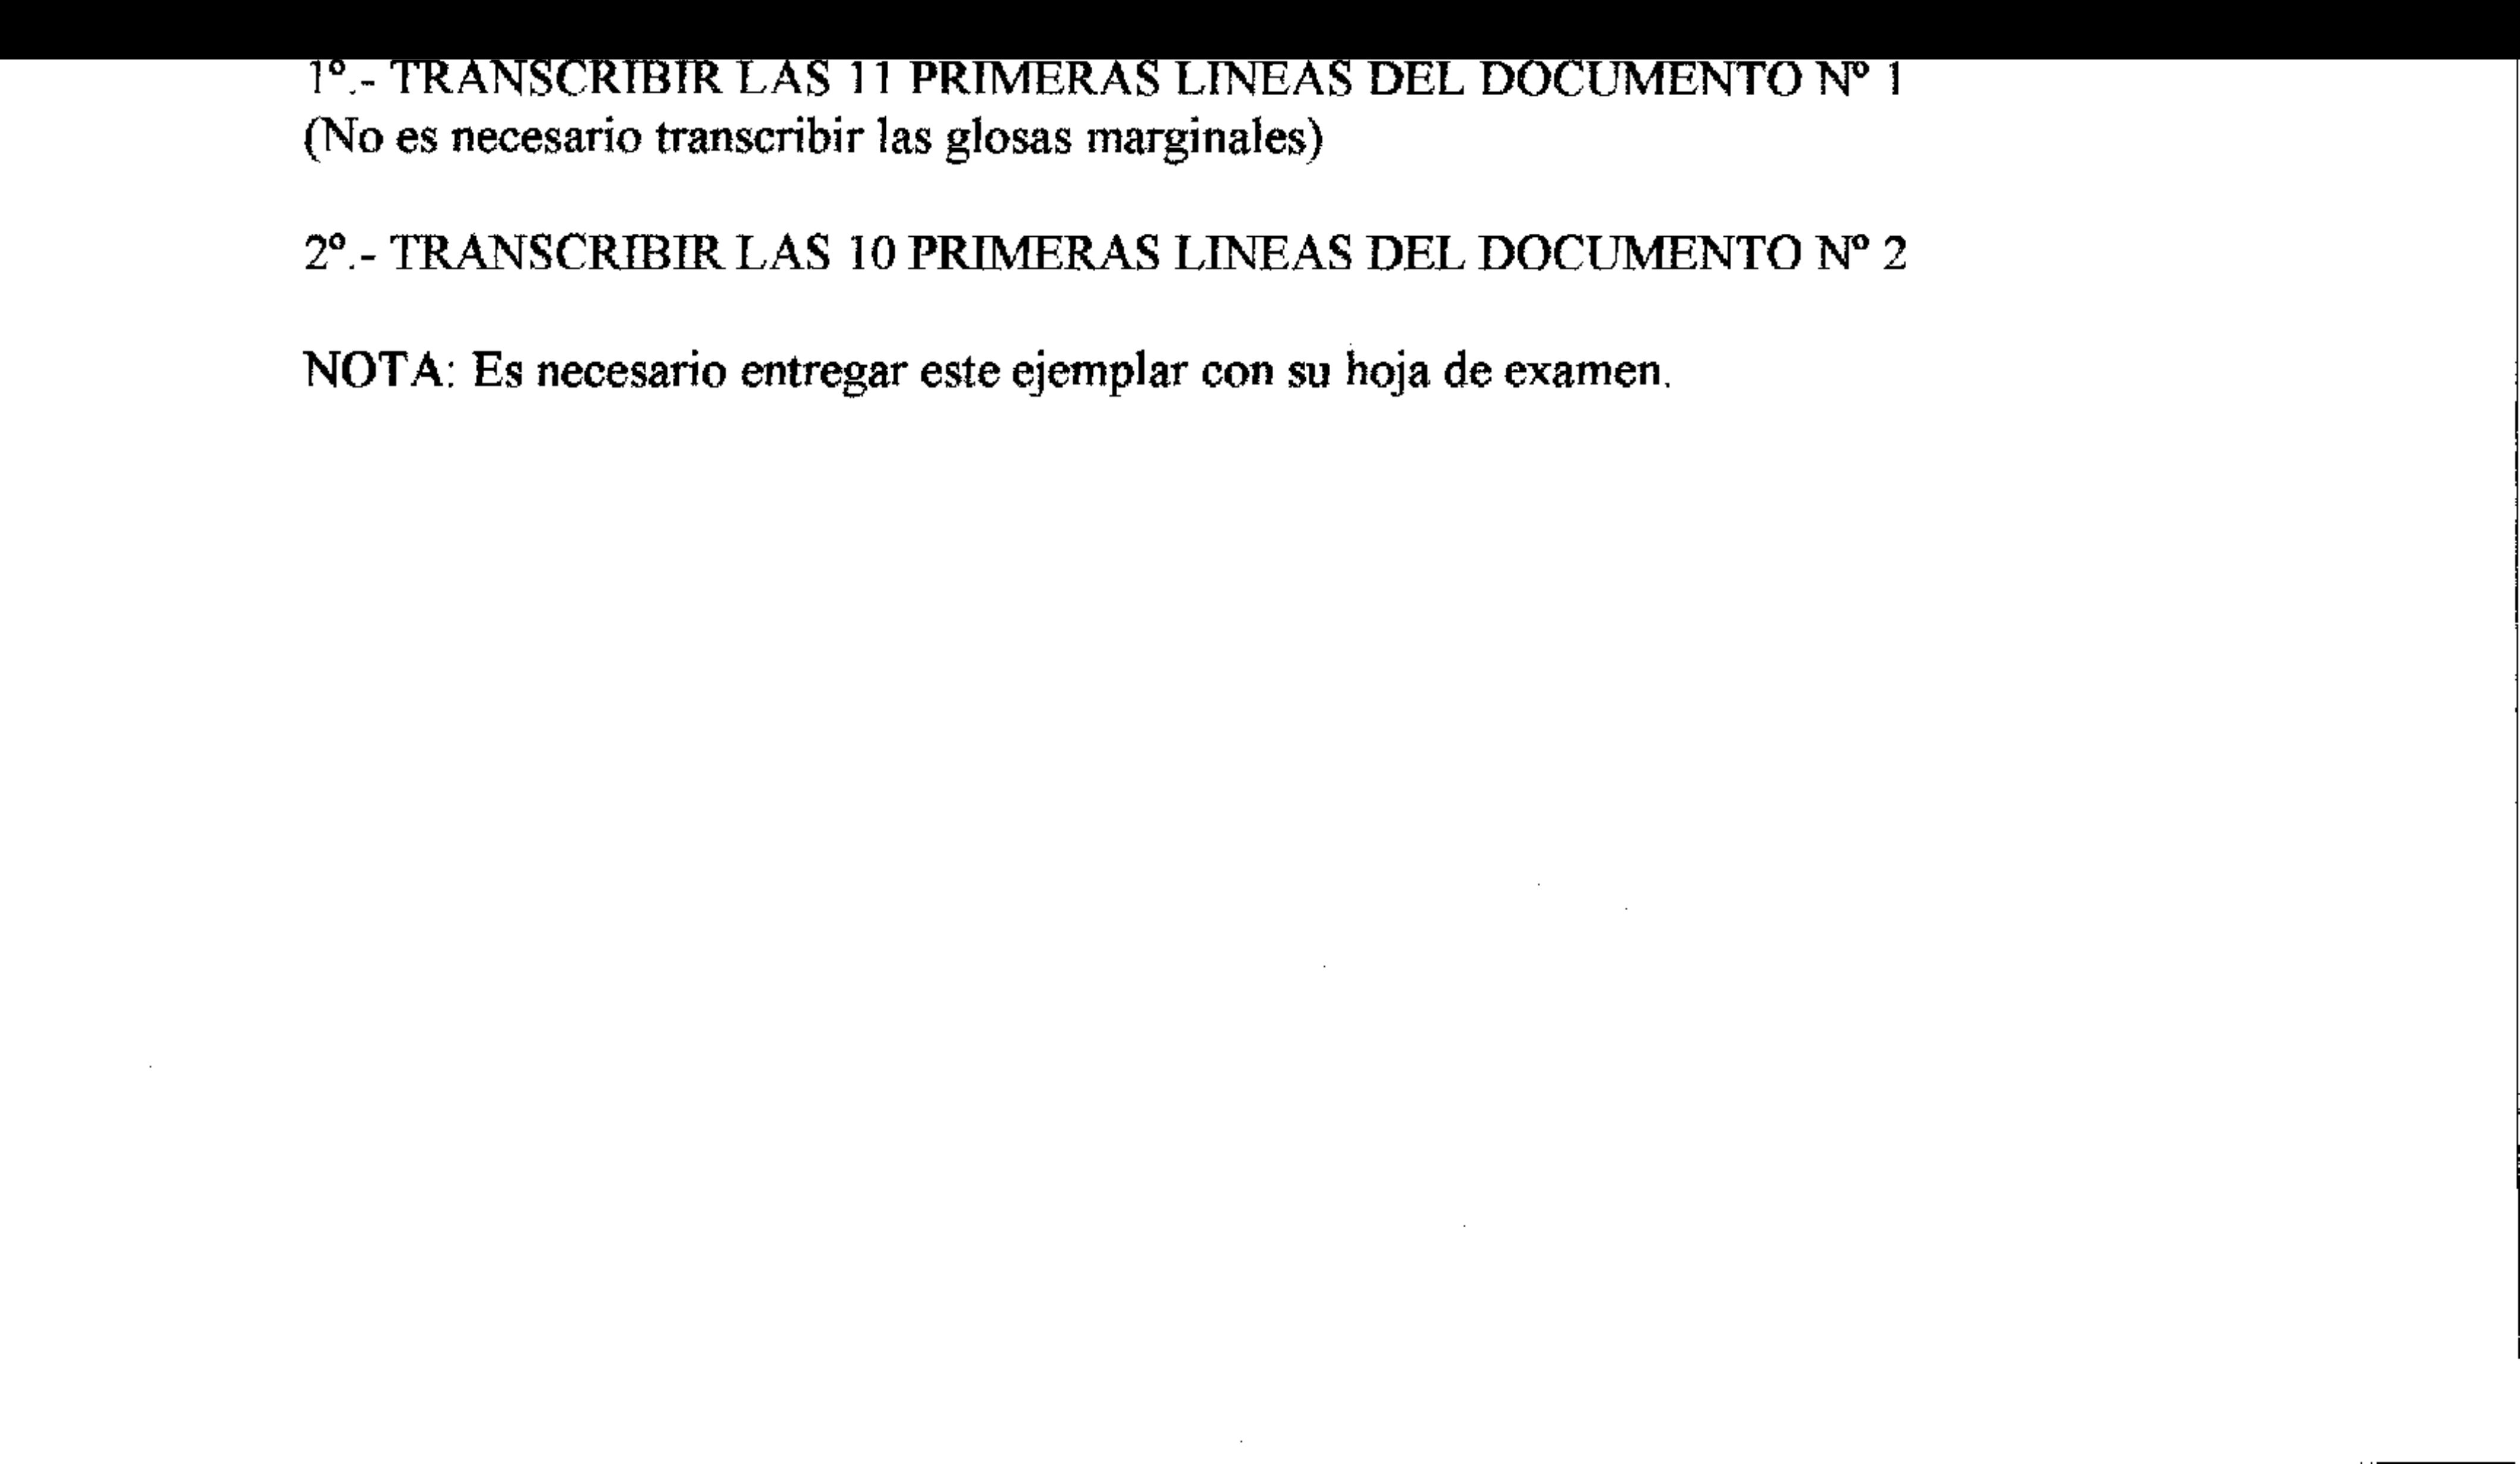 1º.- TRANSCRIBIR LAS 11 PRIMERAS LINEAS DEL DOCUMENTO Nº 1
(No es necesario transcribir las glosas marginales)
2º.- TRANSCRIBIR LAS 10 PRIMERAS LINEAS DEL DOCUMENTO Nº 2
NOTA: Es necesario entregar este ejemplar con su hoja de examen.